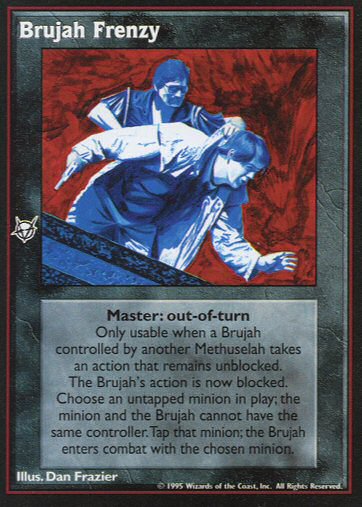 Brujah Frenzy
Master: out-of-turn
Only usable when a Brujah
controlled by another Methuselah takes
an action that remains unblocked.
The Brujah's action is now blocked.
Choose an untapped minion in play; the
minion and the Brujah cannot have the
same controller. Tap that minion; the Brujah
enters combat with the chosen minion.
Illus. Dan Frazier
© 1995 Wizards of the Coast, Inc. All Rights Reserved.